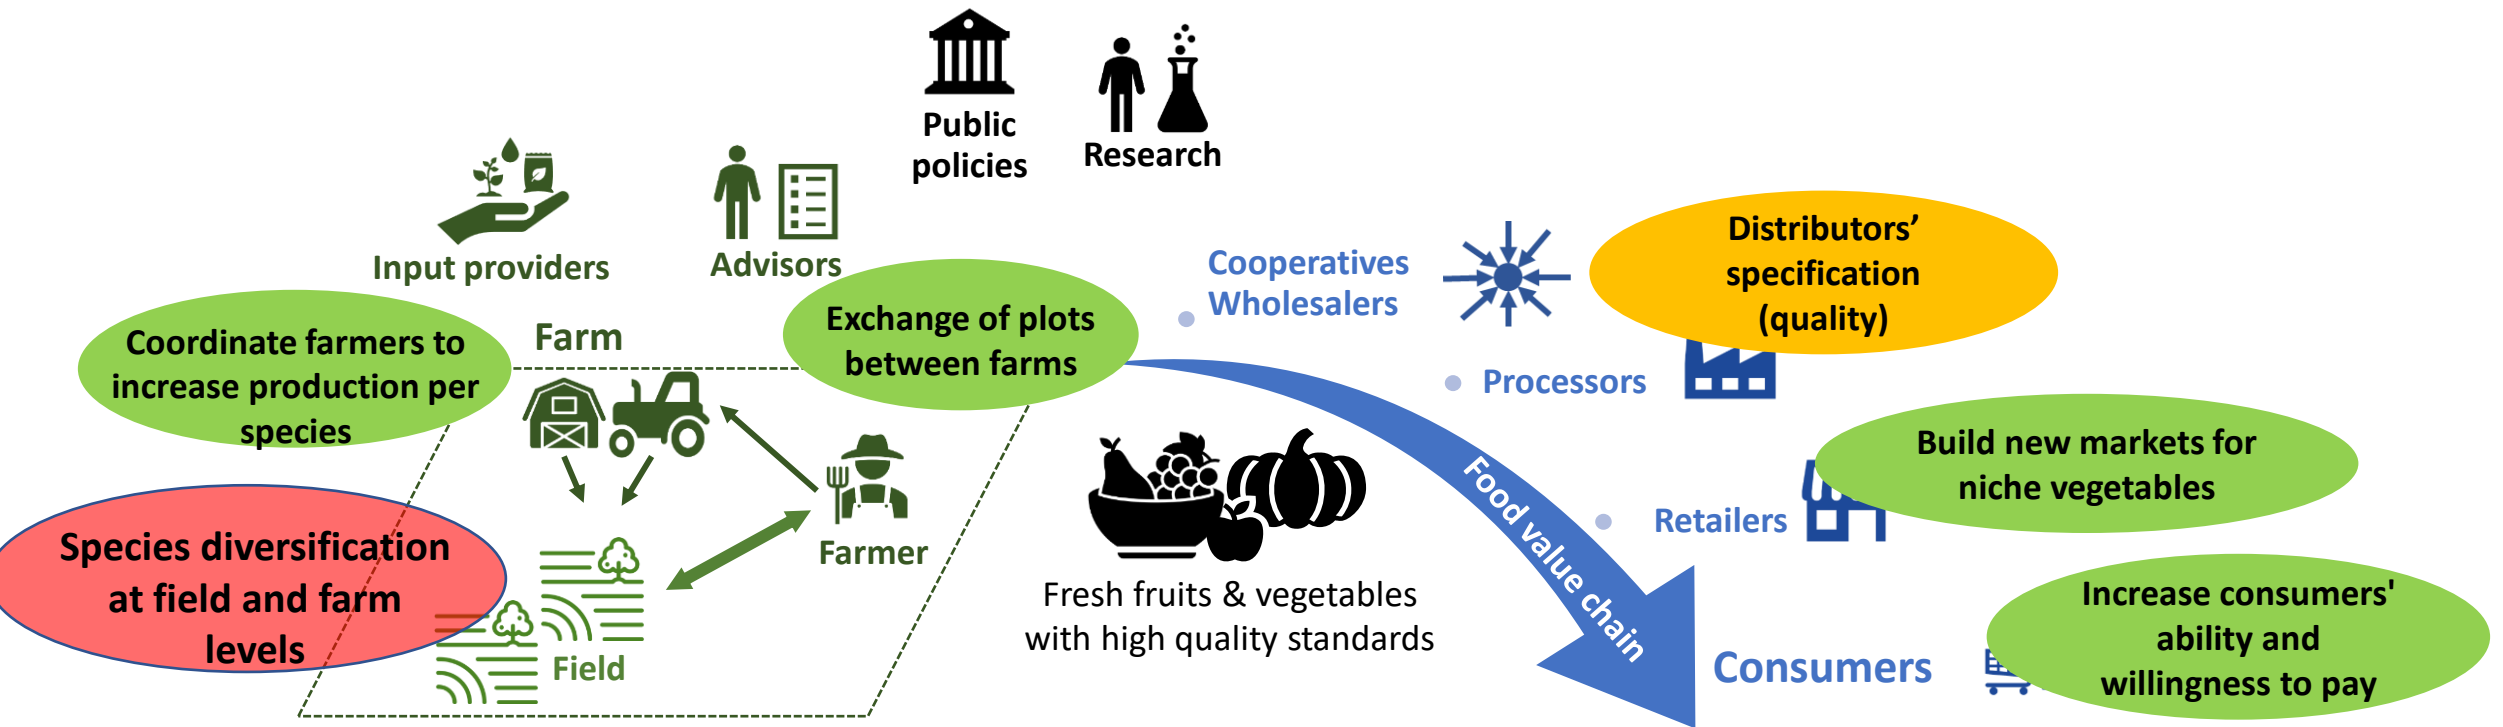 Public
policies
Research
Input providers
Advisors
Cooperatives
Wholesalers
Distributors’
specification
(quality)
Coordinate farmers to
increase production per
species
Farm
Exchange of plots
between farms
Processors
Build new markets for
niche vegetables
Species diversification
at field and farm
levels
Farmer
Field
Fresh fruits & vegetables
with high quality standards
Food value chain
Retailers
Consumers
Increase consumers'
ability and
willingness to pay